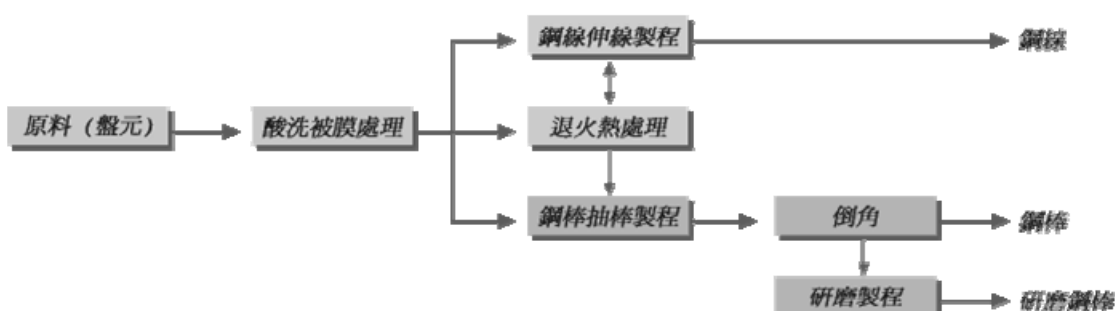 鋼線伸線製程
鋼線
原料 (盤元)
酸洗被膜處理
退火熱處理
鋼棒抽棒製程
倒角
鋼棒
研磨製程
研磨鋼棒